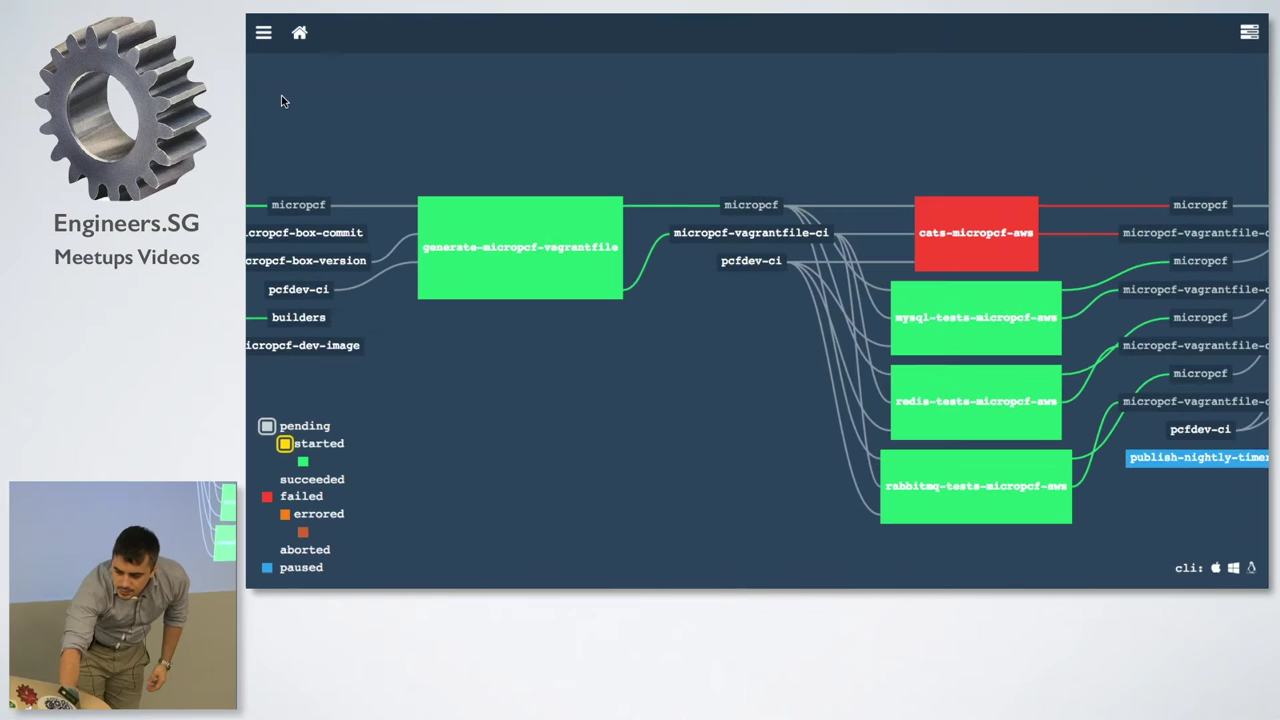 Engineers.SG
Meetups Videos
micropcf
icropcf-box-commit
cropcf-box-version
pcfdev-ci
builders
icropcf-dev-image
generate-micropcf-vagrantfile
micropcf
micropcf-vagrantfile-ci
pcfdev-ci
cats-micropcf-aws
mysql-tests-micropcf-aws
redis-tests-micropcf-aws
rabbitmq-tests-micropcf-aws
micropcf
micropcf-vagrantfile-c
micropcf
micropcf-vagrantfile-c
micropcf
micropcf-vagrantfile-c
micropcf
micropcf-vagrantfile-c
pcfdev-ci
publish-nightly-timer
pending
started
succeeded
failed
errored
aborted
paused
cli: